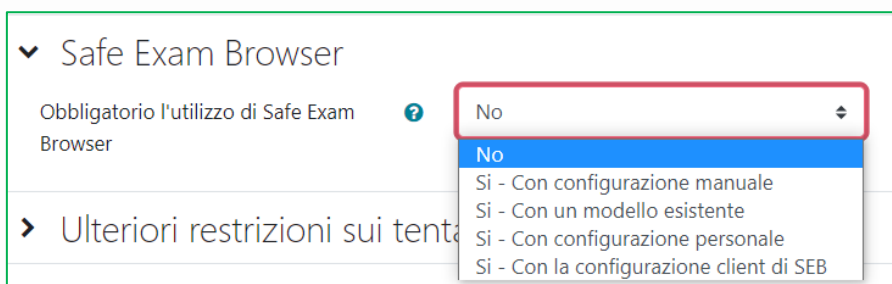 Safe Exam Browser
Obbligatorio l'utilizzo di Safe Exam
Browser
No
No
Si - Con configurazione manuale
Si - Con un modello esistente
Si - Con configurazione personale
Si - Con la configurazione client di SEB
Ulteriori restrizioni sui